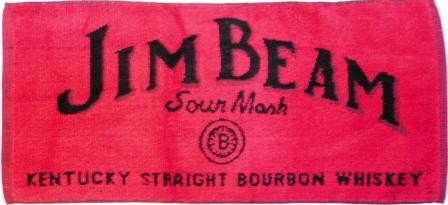 JIM BEAM
Sour Mash
B
KENTUCKY STRAIGHT BOURBON WHISKEY